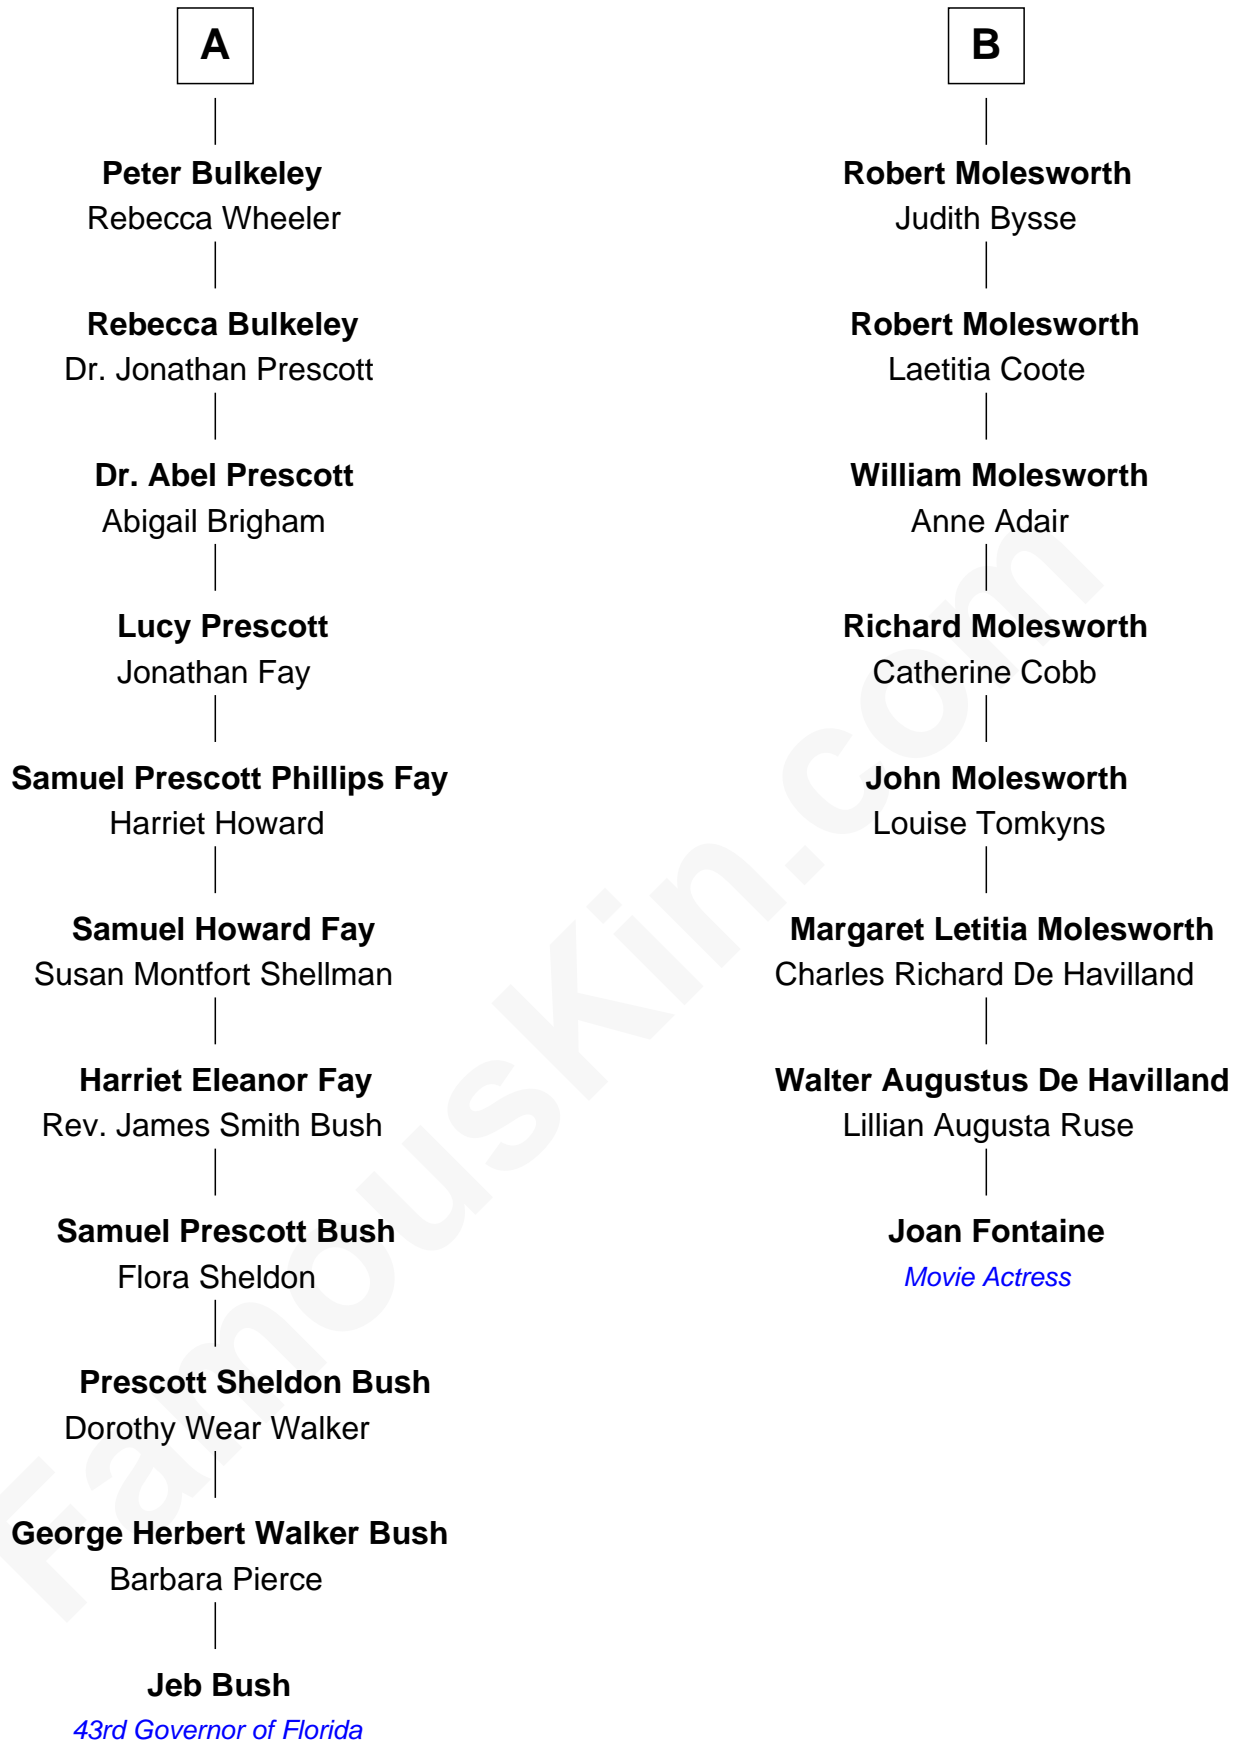 A
Peter Bulkeley
Rebecca Wheeler
Rebecca Bulkeley
Dr. Jonathan Prescott
Dr. Abel Prescott
Abigail Brigham
Lucy Prescott
Jonathan Fay
Samuel Prescott Phillips Fay
Harriet Howard
Samuel Howard Fay
Susan Montfort Shellman
Harriet Eleanor Fay
Rev. James Smith Bush
Samuel Prescott Bush
Flora Sheldon
Prescott Sheldon Bush
Dorothy Wear Walker
George Herbert Walker Bush
Barbara Pierce
Jeb Bush
43rd Governor of Florida
B
Robert Molesworth
Judith Bysse
Robert Molesworth
Laetitia Coote
William Molesworth
Anne Adair
Richard Molesworth
Catherine Cobb
John Molesworth
Louise Tomkyns
Margaret Letitia Molesworth
Charles Richard De Havilland
Walter Augustus De Havilland
Lillian Augusta Ruse
Joan Fontaine
Movie Actress
FamousKin.com